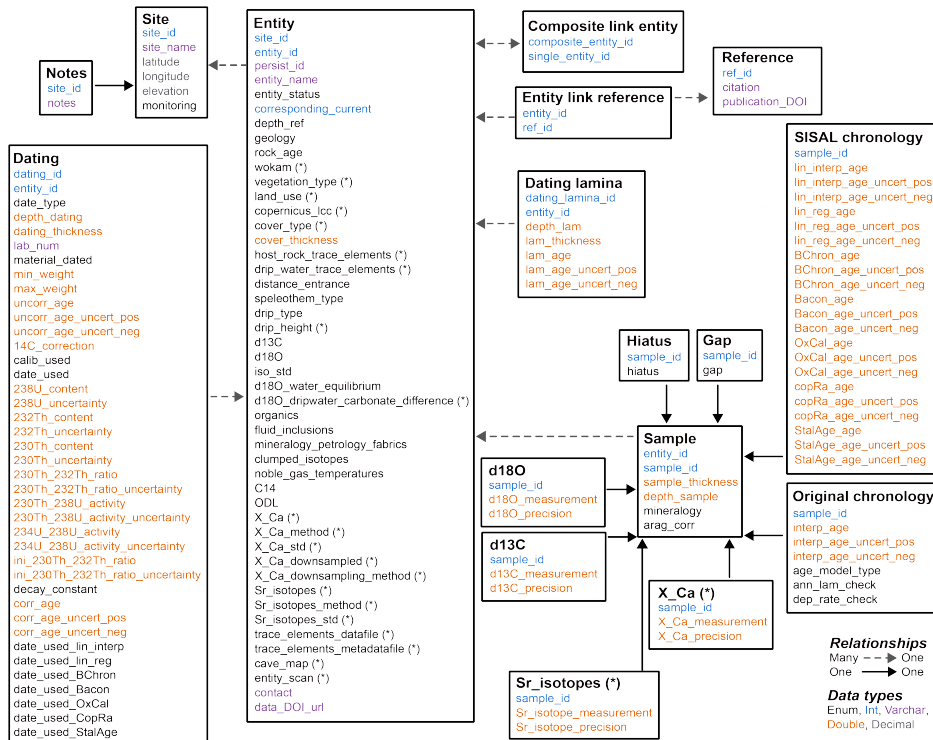 Notes
site_id
notes
Site
site_id
site_name
latitude
longitude
elevation
monitoring
Dating
dating_id
entity_id
date_type
depth_dating
dating_thickness
lab_num
material_dated
min_weight
max_weight
uncorr_age
uncorr_age_uncert_pos
uncorr_age_uncert_neg
14C_correction
calib_used
date_used
238U_content
238U_uncertainty
232Th_content
232Th_uncertainty
230Th_content
230Th_uncertainty
230Th_232Th_ratio
230Th_232Th_ratio_uncertainty
230Th_238U_activity
230Th_238U_activity_uncertainty
234U_238U_activity
234U_238U_activity_uncertainty
ini_230Th_232Th_ratio
ini_230Th_232Th_ratio_uncertainty
decay_constant
corr_age
corr_age_uncert_pos
corr_age_uncert_neg
date_used_lin_interp
date_used_lin_reg
date_used_BChron
date_used_Bacon
date_used_OxCal
date_used_CopRa
date_used_StalAge
Entity
site_id
entity_id
persist_id
entity_name
entity_status
corresponding_current
depth_ref
geology
rock_age
wokam (*)
vegetation_type (*)
land_use (*)
copernicus_lcc (*)
cover_type (*)
cover_thickness
host_rock_trace_elements (*)
drip_water_trace_elements (*)
distance_entrance
speleothem_type
drip_type
drip_height (*)
d13C
d18O
iso_std
d18O_water_equilibrium
d18O_dripwater_carbonate_difference (*)
organics
fluid_inclusions
mineralogy_petrology_fabrics
clumped_isotopes
noble_gas_temperatures
C14
ODL
X_Ca (*)
X_Ca_method (*)
X_Ca_std (*)
X_Ca_downsampled (*)
X_Ca_downsampling_method (*)
Sr_isotopes (*)
Sr_isotopes_method (*)
Sr_isotopes_std (*)
trace_elements_datafile (*)
trace_elements_metadatafile (*)
cave_map (*)
entity_scan (*)
contact
data_DOI_url
Composite link entity
composite_entity_id
single_entity_id
Entity link reference
entity_id
ref_id
Reference
ref_id
citation
publication_DOI
Dating lamina
dating_lamina_id
entity_id
depth_lam
lam_thickness
lam_age
lam_age_uncert_pos
lam_age_uncert_neg
Hiatus
sample_id
hiatus
Gap
sample_id
gap
Sample
entity_id
sample_id
sample_thickness
depth_sample
mineralogy
arag_corr
d18O
sample_id
d18O_measurement
d18O_precision
d13C
sample_id
d13C_measurement
d13C_precision
X_Ca (*)
sample_id
X_Ca_measurement
X_Ca_precision
Sr_isotopes (*)
sample_id
Sr_isotope_measurement
Sr_isotope_precision
SISAL chronology
sample_id
lin_interp_age
lin_interp_age_uncert_pos
lin_interp_age_uncert_neg
lin_reg_age
lin_reg_age_uncert_pos
lin_reg_age_uncert_neg
BChron_age
BChron_age_uncert_pos
BChron_age_uncert_neg
Bacon_age
Bacon_age_uncert_pos
Bacon_age_uncert_neg
OxCal_age
OxCal_age_uncert_pos
OxCal_age_uncert_neg
copRa_age
copRa_age_uncert_pos
copRa_age_uncert_neg
StalAge_age
StalAge_age_uncert_pos
StalAge_age_uncert_neg
Original chronology
sample_id
interp_age
interp_age_uncert_pos
interp_age_uncert_neg
age_model_type
ann_lam_check
dep_rate_check
Relationships
Many One
One One
Data types
Enum, Int, Varchar,
Double, Decimal